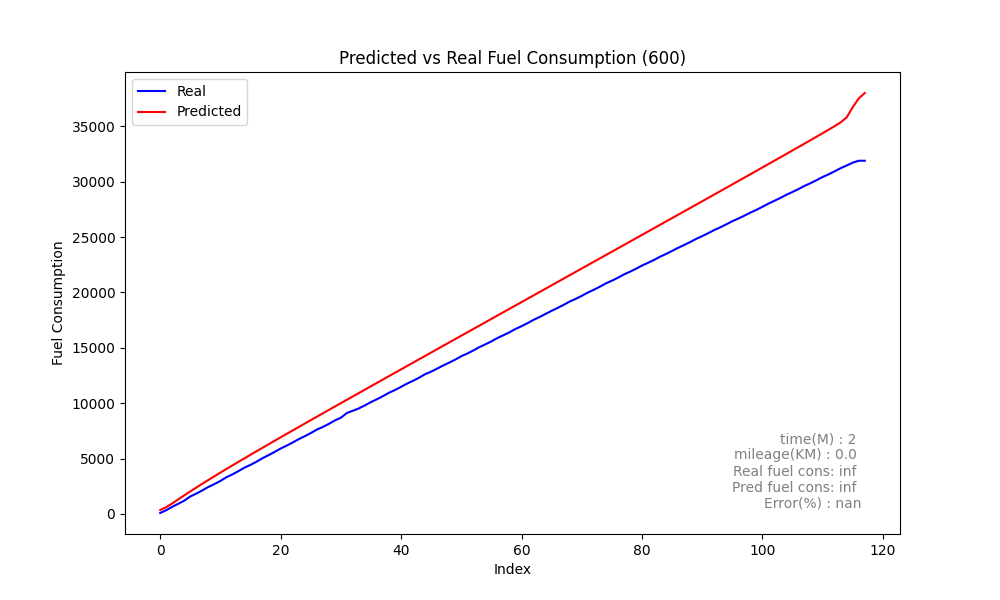 Predicted vs Real Fuel Consumption (600)
Real
Predicted
Fuel Consumption
35000
30000
25000
20000
15000
10000
5000
0
time(M) : 2
mileage(KM) : 0.0
Real fuel cons: inf
Pred fuel cons: inf
Error(%) : nan
0 20 40 60 80 100 120
Index